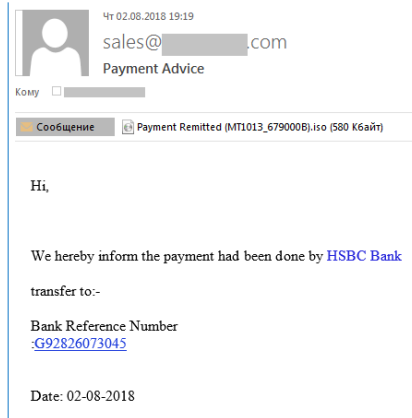 Чт 02.08.2018 19:19
sales@ .com
Payment Advice
Кому
Сообщение Payment Remitted (MT1013_679000B).iso (580 Кбайт)
Hi,
We hereby inform the payment had been done by HSBC Bank
transfer to:-
Bank Reference Number
:G92826073045
Date: 02-08-2018